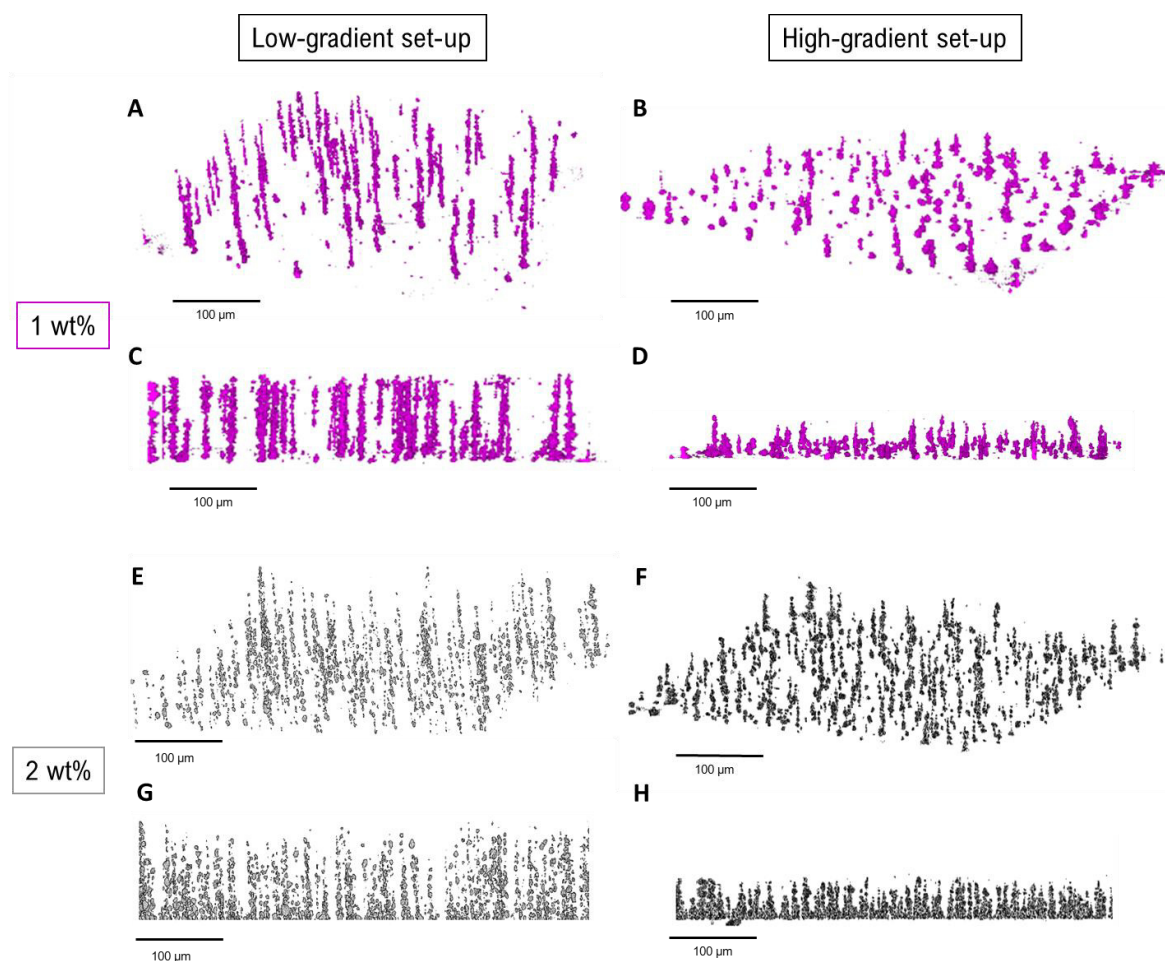 Low-gradient set-up
High-gradient set-up
A
B
100 µm
100 µm
1 wt%
C
D
100 µm
100 µm
E
F
100 µm
100 µm
2 wt%
G
H
100 µm
100 µm